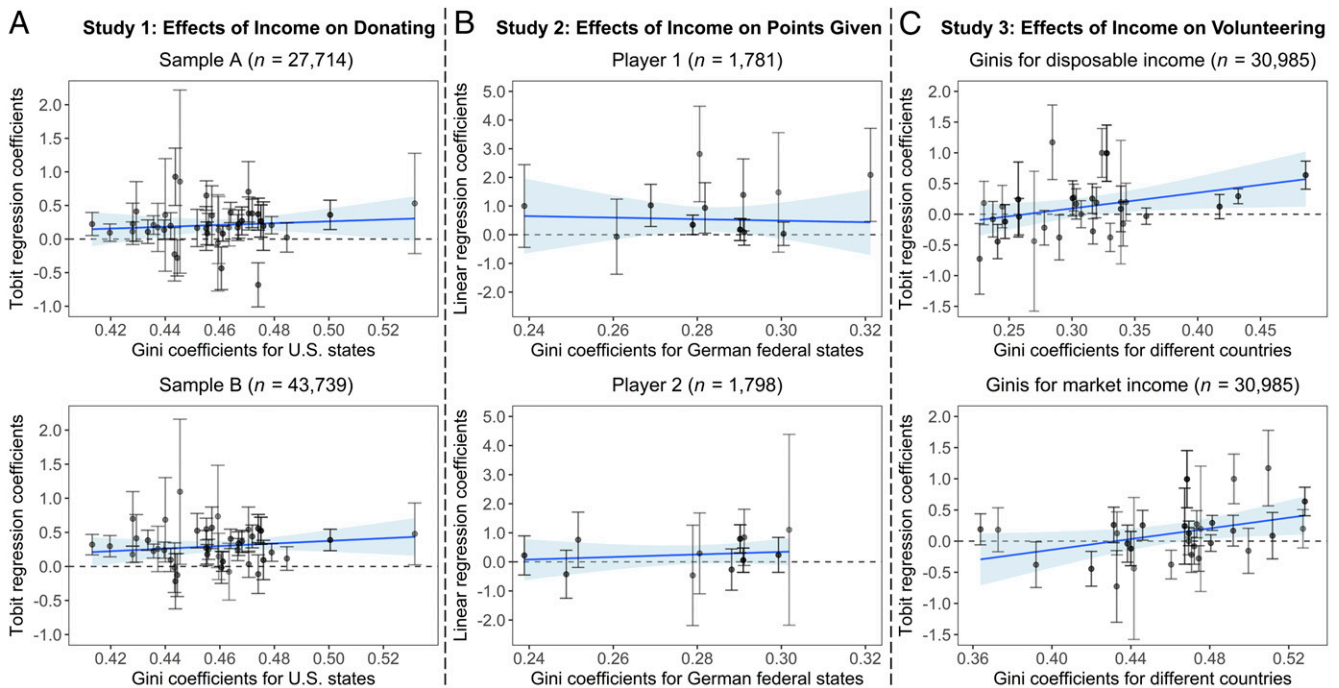 A
Study 1: Effects of Income on Donating
Sample A (n = 27,714)
Tobit regression coefficients
2.0
1.5
1.0
0.5
0.0
-0.5
-1.0
0.42 0.44 0.46 0.48 0.50 0.52
Gini coefficients for U.S. states
Sample B (n = 43,739)
Tobit regression coefficients
2.0
1.5
1.0
0.5
0.0
-0.5
-1.0
0.42 0.44 0.46 0.48 0.50 0.52
Gini coefficients for U.S. states
B
Study 2: Effects of Income on Points Given
Player 1 (n = 1,781)
Linear regression coefficients
5.0
4.0
3.0
2.0
1.0
0.0
-1.0
-2.0
0.24 0.26 0.28 0.30 0.32
Gini coefficients for German federal states
Player 2 (n = 1,798)
Linear regression coefficients
5.0
4.0
3.0
2.0
1.0
0.0
-1.0
-2.0
0.24 0.26 0.28 0.30 0.32
Gini coefficients for German federal states
C
Study 3: Effects of Income on Volunteering
Ginis for disposable income (n = 30,985)
Tobit regression coefficients
2.0
1.5
1.0
0.5
0.0
-0.5
-1.0
-1.5
0.25 0.30 0.35 0.40 0.45
Gini coefficients for different countries
Ginis for market income (n = 30,985)
Tobit regression coefficients
2.0
1.5
1.0
0.5
0.0
-0.5
-1.0
-1.5
0.36 0.40 0.44 0.48 0.52
Gini coefficients for different countries